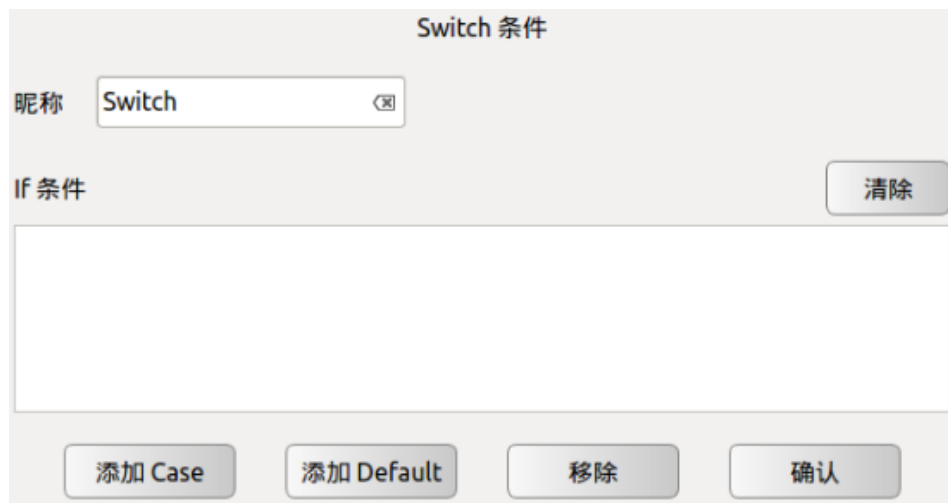 Switch 条件
昵称 Switch
If 条件 清除
添加 Case 添加 Default 移除 确认